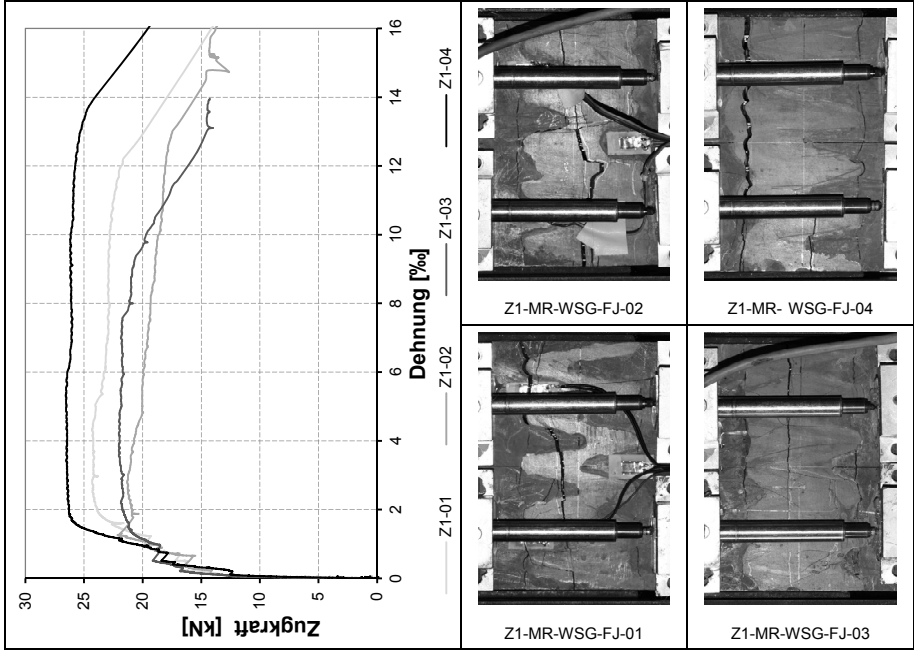 Zugkraft [kN]
30
25
20
15
10
5
0
0
2
4
6
8
10
12
14
16
Dehnung [‰]
Z1-01
Z1-02
Z1-03
Z1-04
Z1-MR-WSG-FJ-02
Z1-MR- WSG-FJ-04
Z1-MR-WSG-FJ-01
Z1-MR-WSG-FJ-03